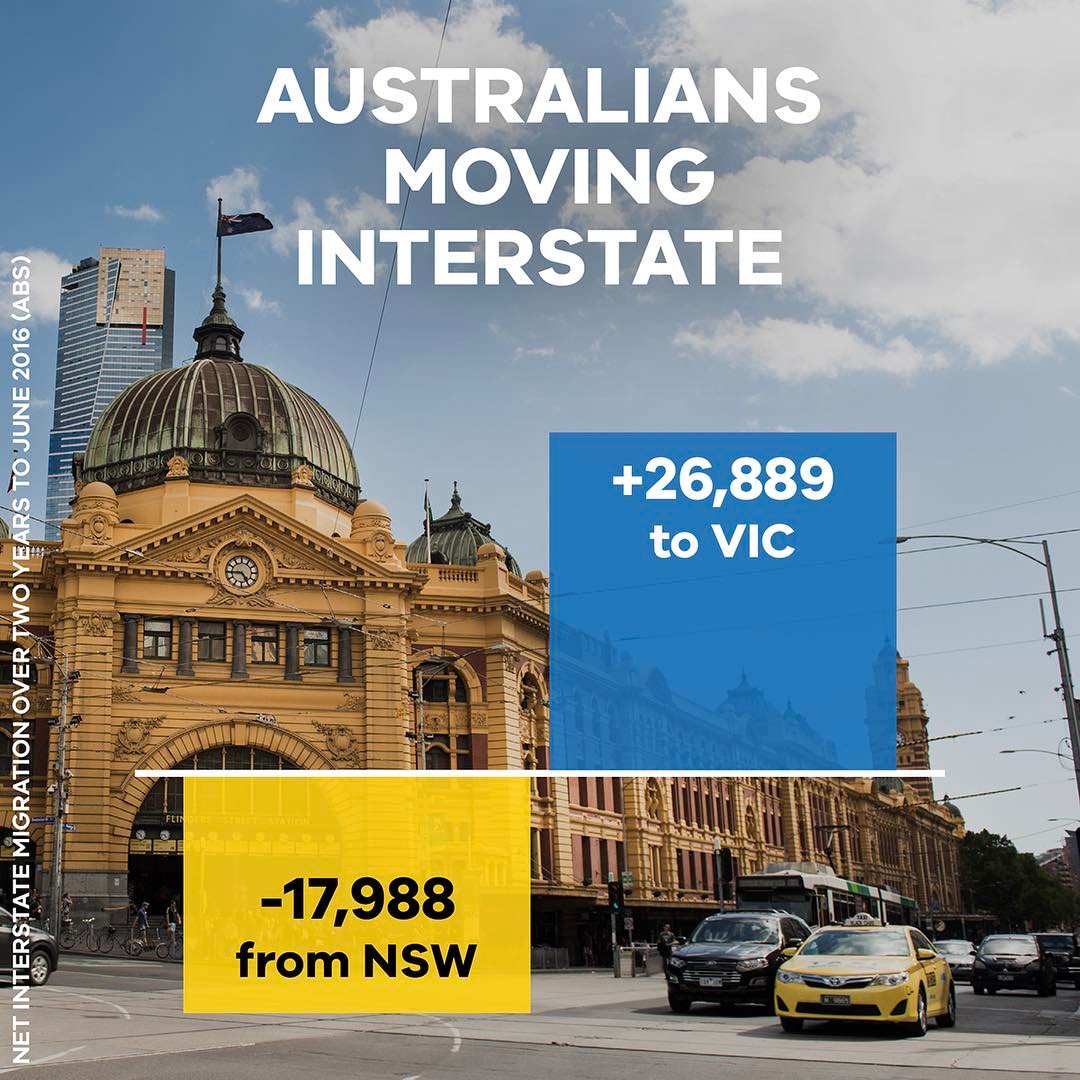 AUSTRALIANS
MOVING
INTERSTATE
+26,889
to VIC
-17,988
from NSW
NET INTERSTATE MIGRATION OVER TWO YEARS TO JUNE 2016 (ABS)
FLINDERS STREET STATION
TAXI